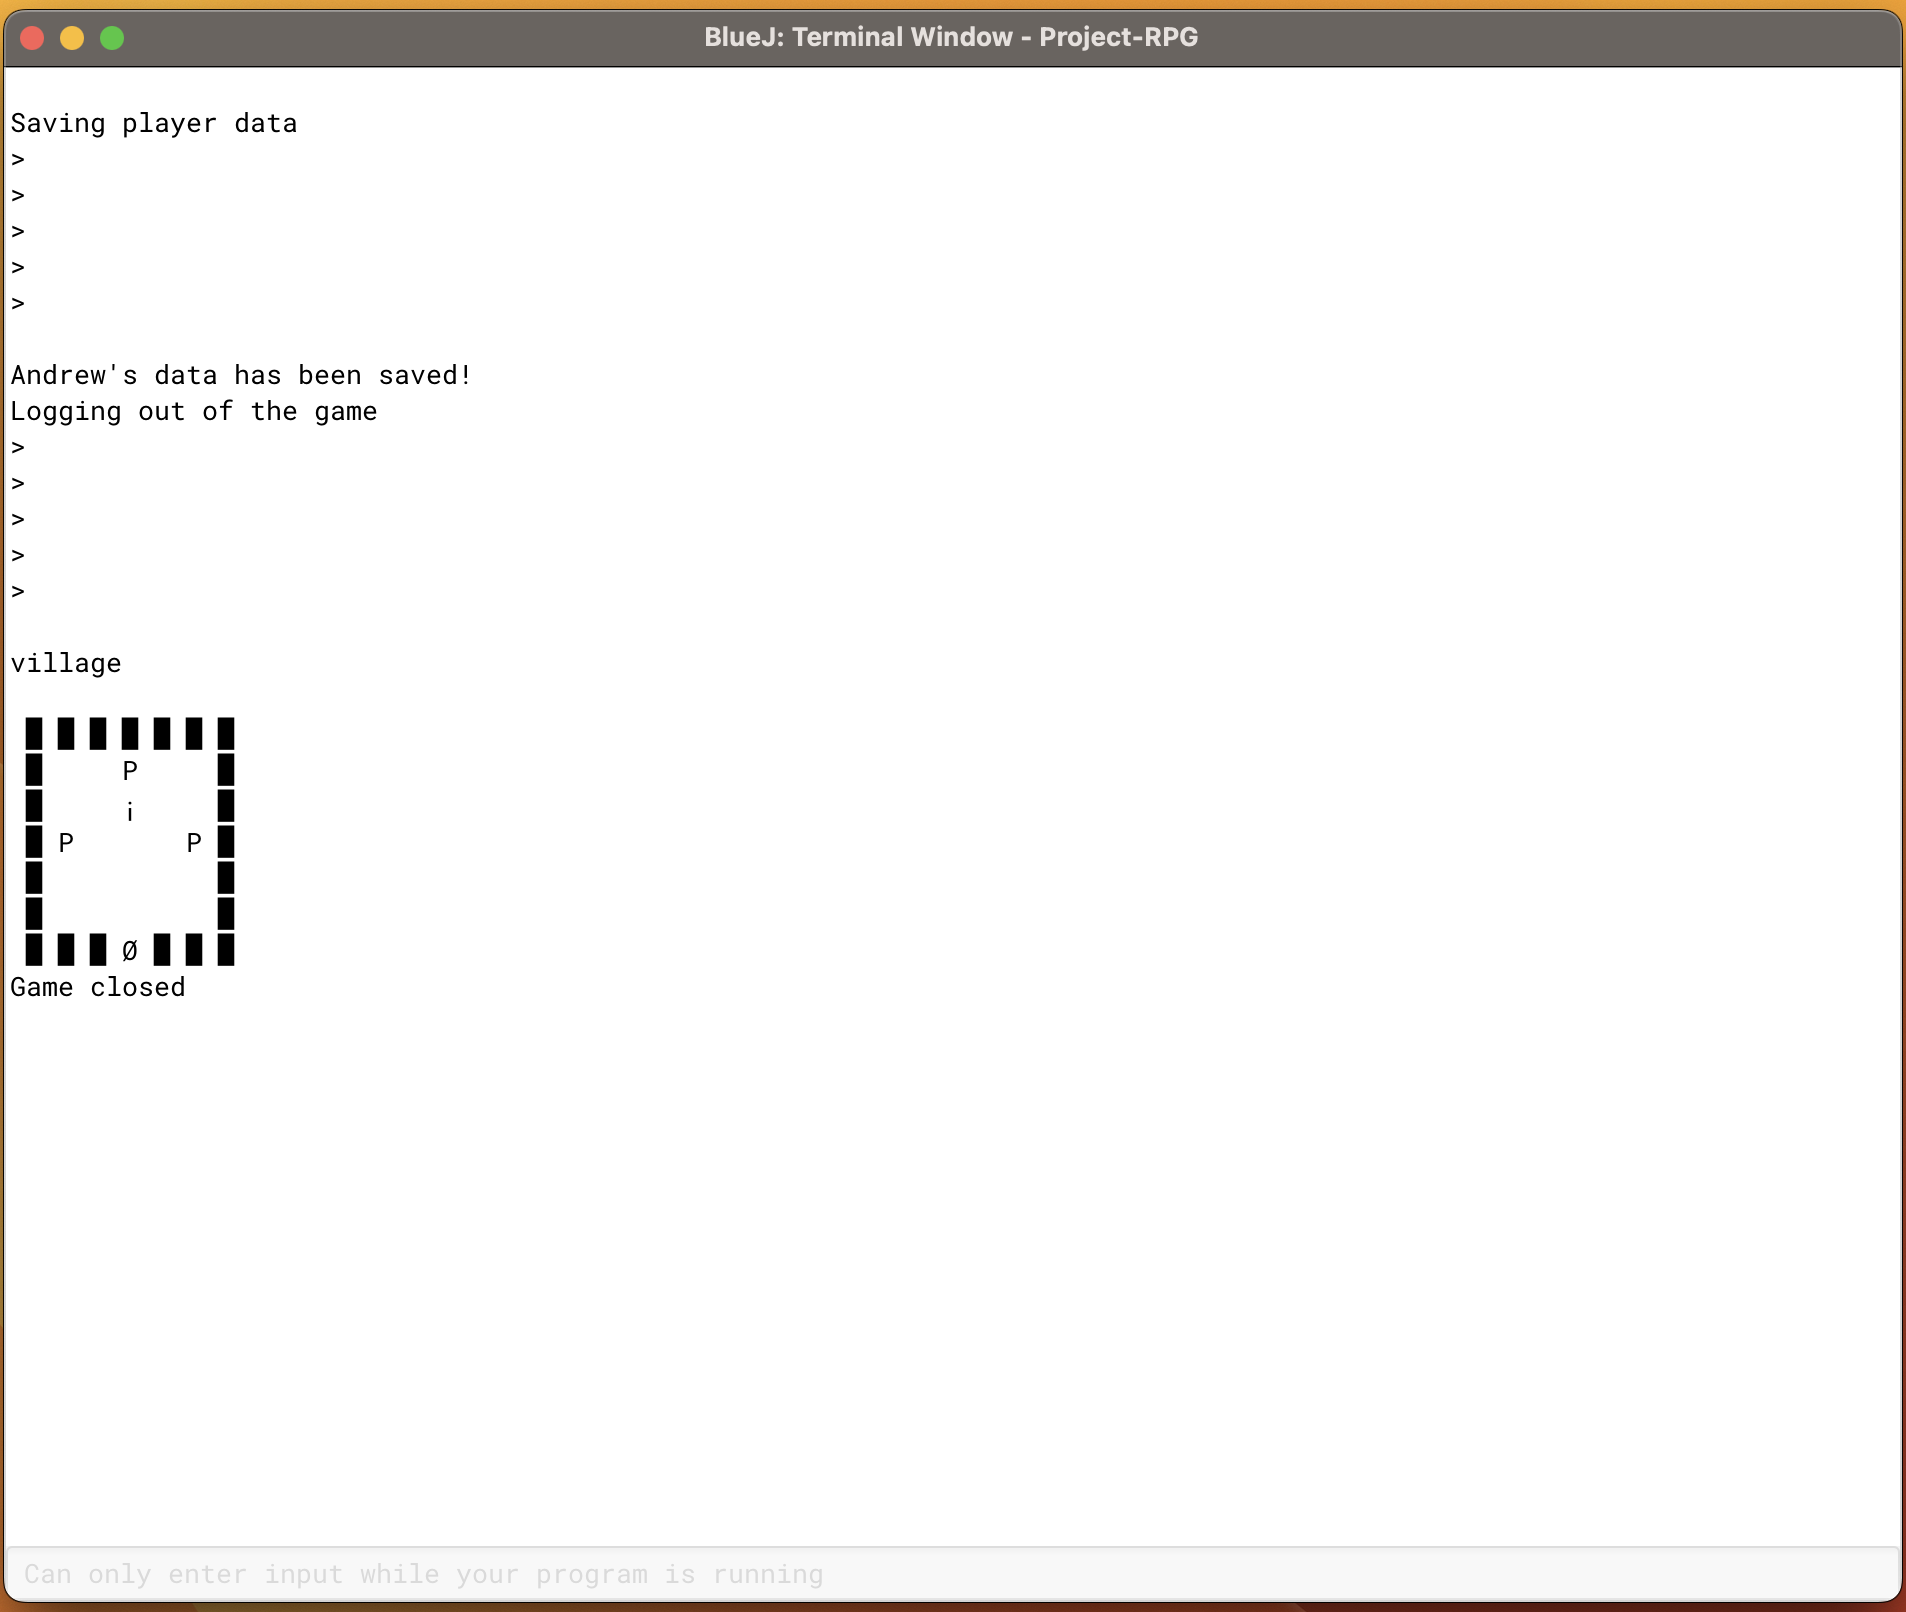 BlueJ: Terminal Window - Project-RPG
Saving player data
>
>
>
>
>
Andrew's data has been saved!
Logging out of the game
>
>
>
>
>
village
█ █ █ █ █ █ █
█     P     █
█     i     █
█ P       P █
█           █
█           █
█ █ █ Ø █ █ █
Game closed
Can only enter input while your program is running